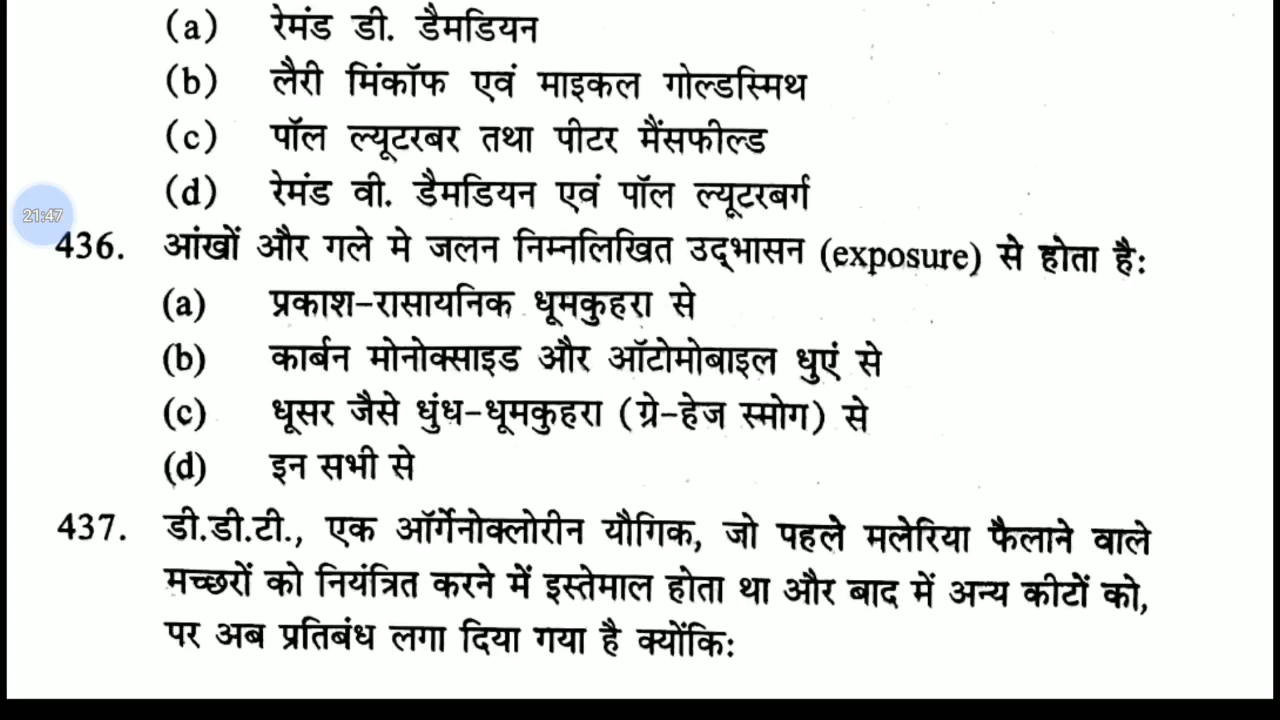 (a) रेमंड डी. डैमडियन
(b) लैरी मिंकॉफ एवं माइकल गोल्डस्मिथ
(c) पॉल ल्यूटरबर तथा पीटर मैंसफील्ड
(d) रेमंड वी. डैमडियन एवं पॉल ल्यूटरबर्ग
21:47
436. आंखों और गले मे जलन निम्नलिखित उद्भासन (exposure) से होता है:
(a) प्रकाश-रासायनिक धूमकुहरा से
(b) कार्बन मोनोक्साइड और ऑटोमोबाइल धुएं से
(c) धूसर जैसे धुंध-धूमकुहरा (ग्रे-हेज स्मोग) से
(d) इन सभी से
437. डी.डी.टी., एक ऑर्गेनोक्लोरीन यौगिक, जो पहले मलेरिया फैलाने वाले
मच्छरों को नियंत्रित करने में इस्तेमाल होता था और बाद में अन्य कीटों को,
पर अब प्रतिबंध लगा दिया गया है क्योंकि: